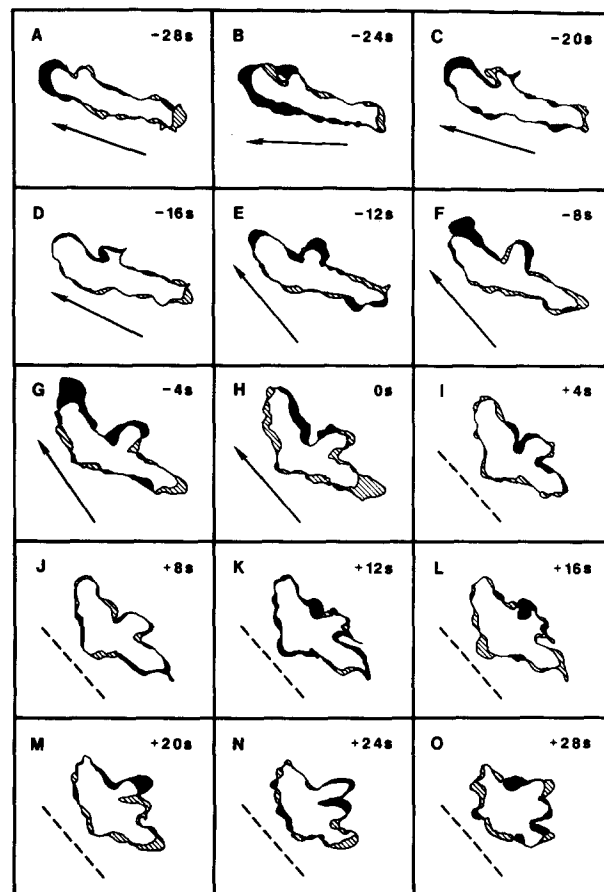 A -28s B -24s C -20s
D -16s E -12s F -8s
G -4s H 0s I +4s
J +8s K +12s L +16s
M +20s N +24s O +28s